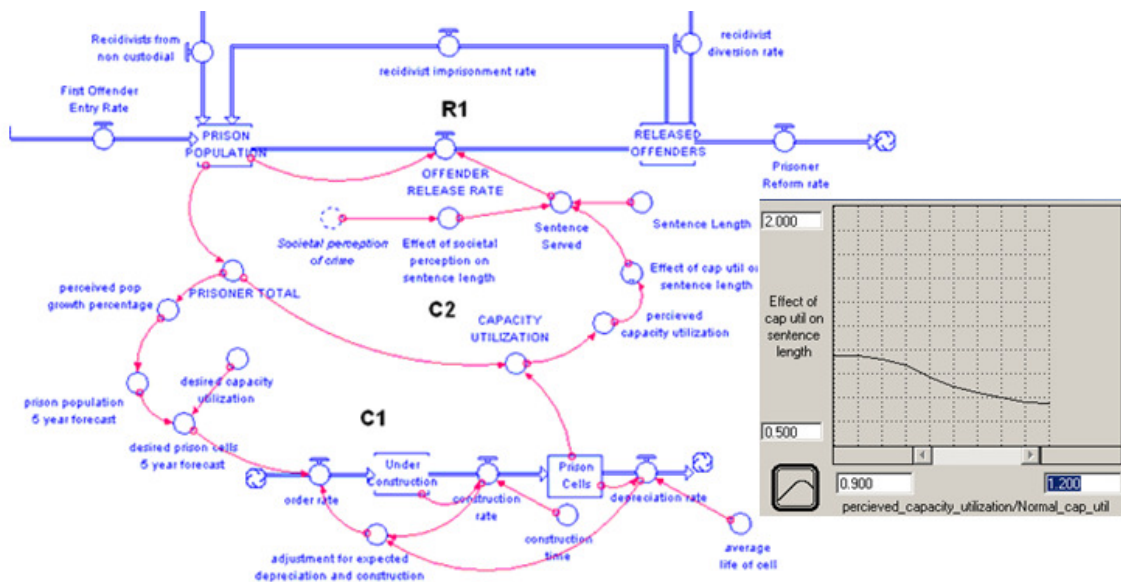 Recidivists from
non custodial
recidivist imprisonment rate
recidivist
diversion rate
First Offender
Entry Rate
R1
PRISON
POPULATION
RELEASED
OFFENDERS
OFFENDER
RELEASE RATE
Prisoner
Reform rate
Societal perception
of crime
Effect of societal
perception on
sentence length
Sentence
Served
Sentence Length
PRISONER TOTAL
perceived pop
growth percentage
C2
CAPACITY
UTILIZATION
Effect of cap util on
sentence length
percieved
capacity utilization
desired capacity
utilization
prison population
5 year forecast
desired prison cells
5 year forecast
C1
order rate
Under
Construction
construction
rate
Prison
Cells
depreciation rate
adjustment for expected
depreciation and construction
construction
time
average
life of cell
2.000
Effect of
cap util on
sentence
length
0.500
0.900
1.200
percieved_capacity_utilization/Normal_cap_util